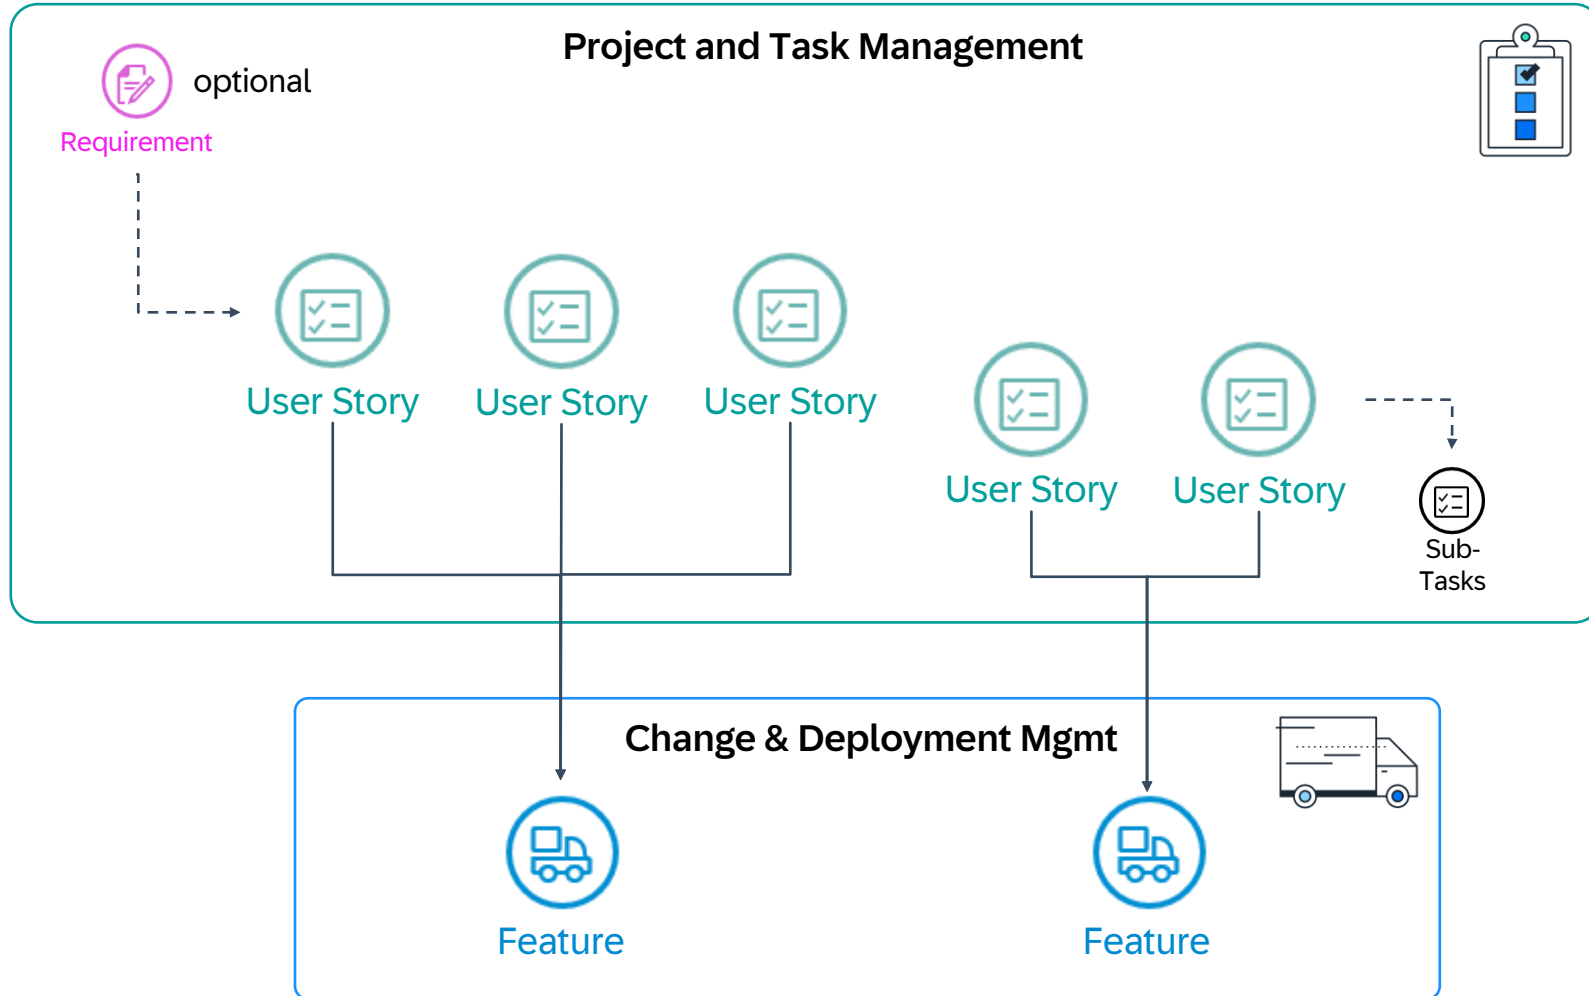 Project and Task Management
optional
Requirement
User Story
User Story
User Story
User Story
User Story
Sub-
Tasks
Change & Deployment Mgmt
Feature
Feature